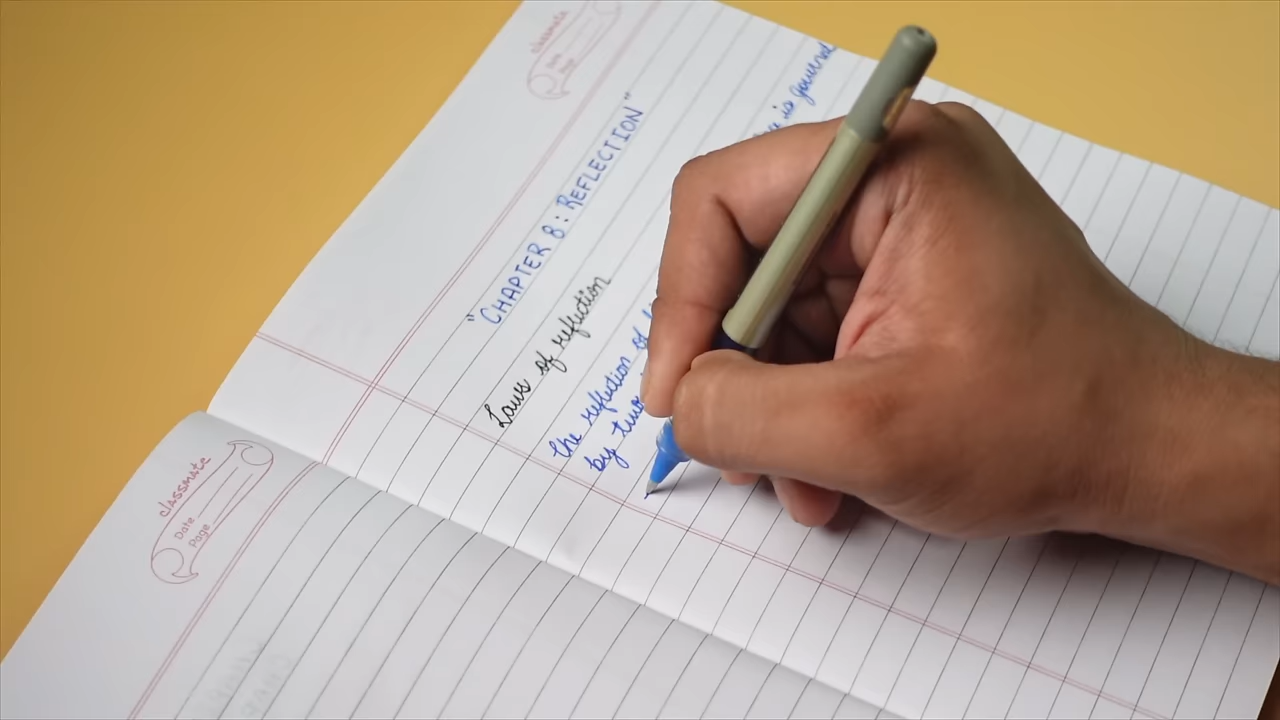 classmate
"CHAPTER 8: REFLECTION"
Laws of reflection
the reflection of is governed
by two
classmate
Date
Page